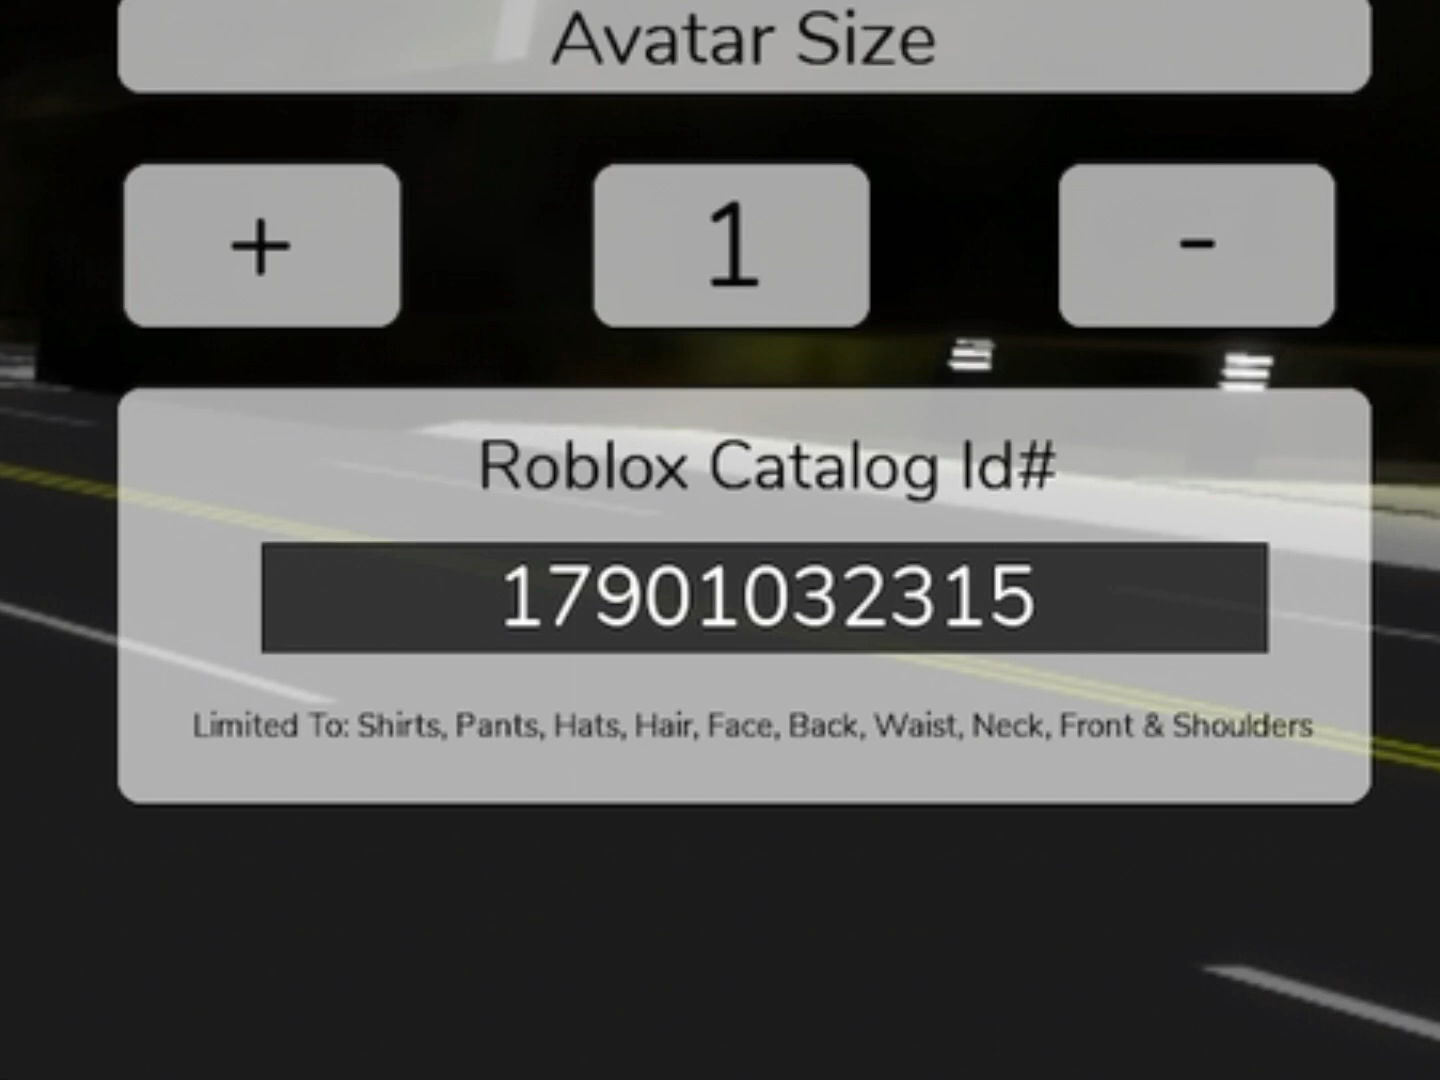 Avatar Size
+ 1 -
Roblox Catalog Id#
17901032315
Limited To: Shirts, Pants, Hats, Hair, Face, Back, Waist, Neck, Front & Shoulders